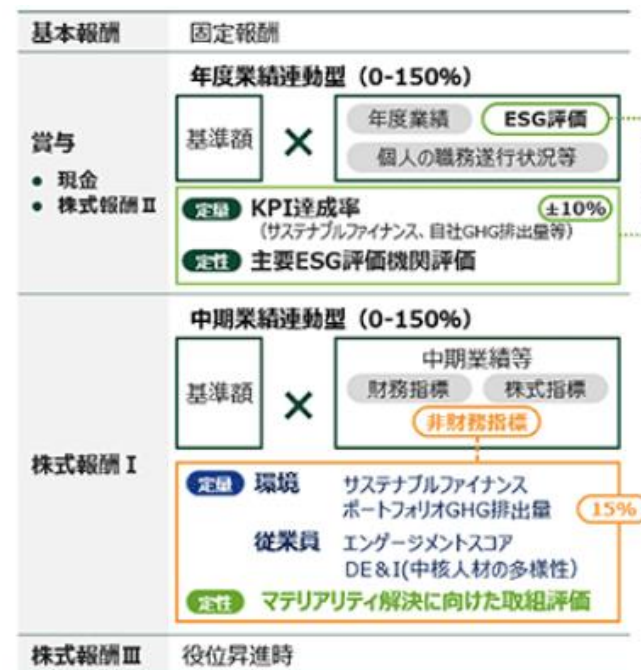 基本報酬
固定報酬
賞与
• 現金
• 株式報酬Ⅱ
年度業績連動型（0-150%）
基準額
×
年度業績
ESG評価
個人の職務遂行状況等
定量 KPI達成率 ±10%
（サステナブルファイナンス、自社GHG排出量等）
定性 主要ESG評価機関評価
株式報酬Ⅰ
中期業績連動型（0-150%）
基準額
×
中期業績等
財務指標
株式指標
非財務指標
定量 環境 サステナブルファイナンス
ポートフォリオGHG排出量
15%
従業員 エンゲージメントスコア
DE&I(中核人材の多様性)
定性 マテリアリティ解決に向けた取組評価
株式報酬Ⅲ
役位昇進時